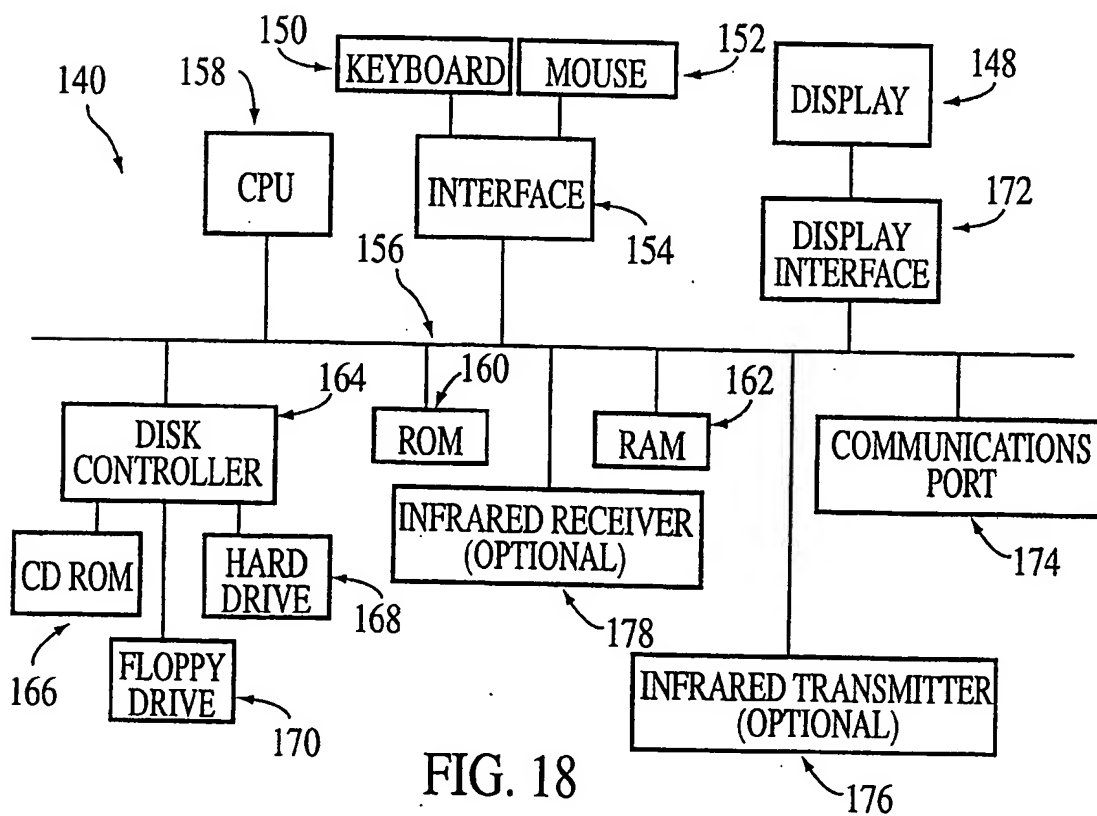 150
KEYBOARD
MOUSE
152
158
140
DISPLAY
148
CPU
INTERFACE
172
154
DISPLAY
INTERFACE
156
164
160
162
DISK
CONTROLLER
ROM
RAM
COMMUNICATIONS
PORT
INFRARED RECEIVER
(OPTIONAL)
174
CD ROM
HARD
DRIVE
168
178
166
FLOPPY
DRIVE
170
INFRARED TRANSMITTER
(OPTIONAL)
176
FIG. 18